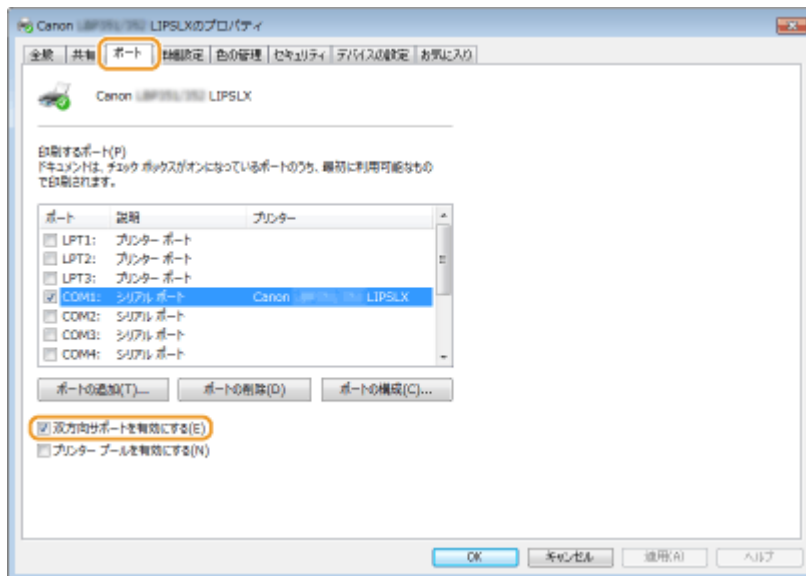 Canon LIPSLXのプロパティ
全般 共有 ポート 詳細設定 色の管理 セキュリティ デバイスの設定 お気に入り
Canon LIPSLX
印刷するポート(P)
ドキュメントは、チェック ボックスがオンになっているポートのうち、最初に利用可能なもの
で印刷されます。
ポート 説明 プリンター
LPT1: プリンター ポート
LPT2: プリンター ポート
LPT3: プリンター ポート
COM1: シリアル ポート Canon LIPSLX
COM2: シリアル ポート
COM3: シリアル ポート
COM4: シリアル ポート
ポートの追加(T)... ポートの削除(D) ポートの構成(C)...
双方向サポートを有効にする(E)
プリンター プールを有効にする(N)
OK キャンセル 適用(A) ヘルプ